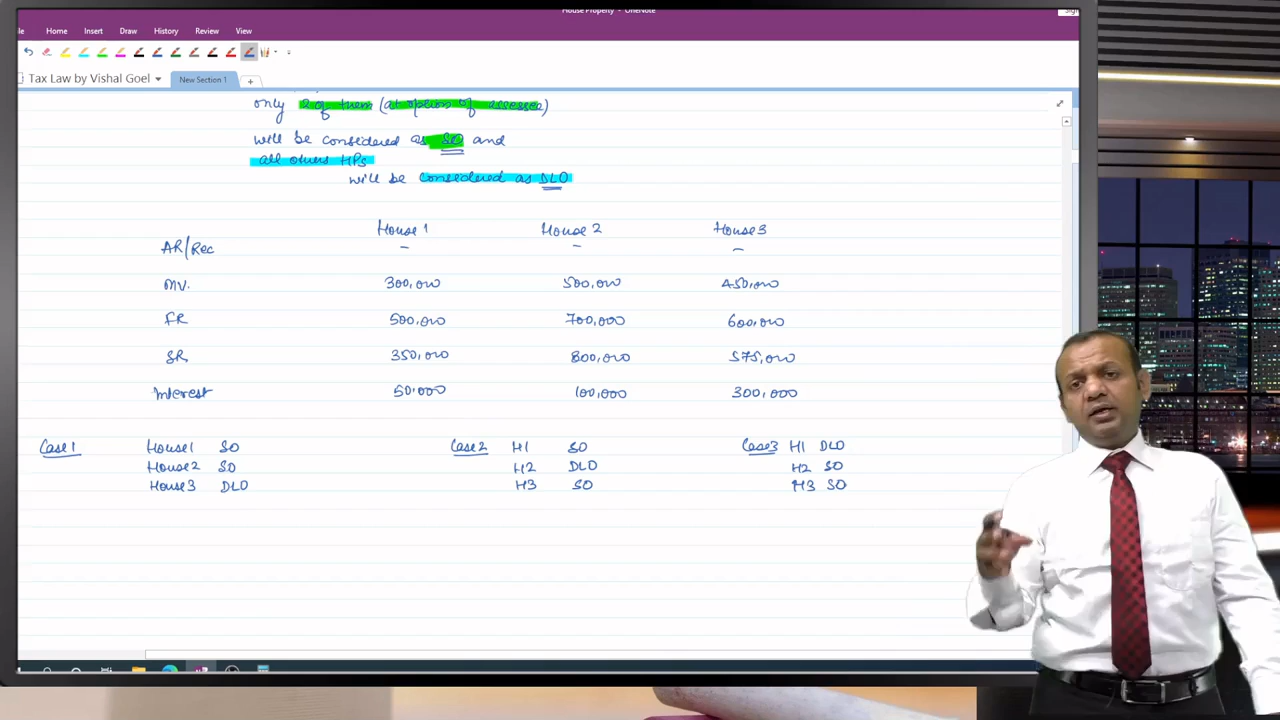 House Property - OneNote
Home Insert Draw History Review View
Tax Law by Vishal Goel New Section 1 +
only 2 of them (at option of assessee)
will be considered as SO and
all others HPs
will be considered as DLO
House 1 House 2 House 3
AR/Rec - - -
MV. 300,000 500,000 450,000
FR 500,000 700,000 600,000
SR 350,000 800,000 575,000
Interest 50,000 100,000 300,000
Case 1 House 1 SO Case 2 H1 SO Case 3 H1 DLO
House 2 SO H2 DLO H2 SO
House 3 DLO H3 SO H3 SO